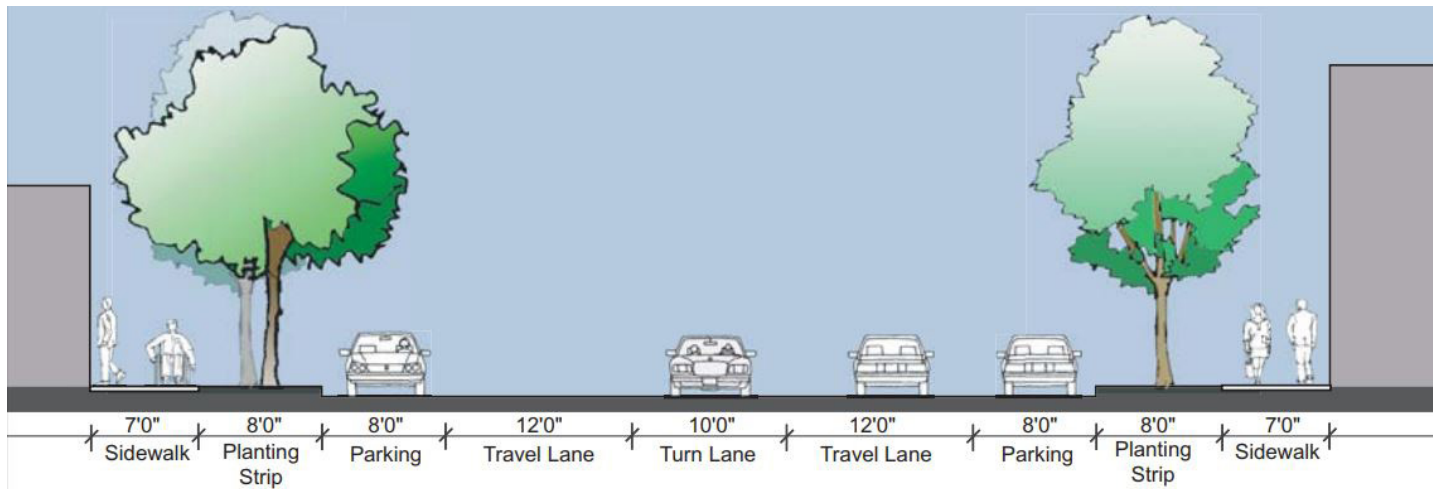 7'0" 8'0" 8'0" 12'0" 10'0" 12'0" 8'0" 8'0" 7'0"
Sidewalk Planting Parking Travel Lane Turn Lane Travel Lane Parking Planting Sidewalk
Strip Strip